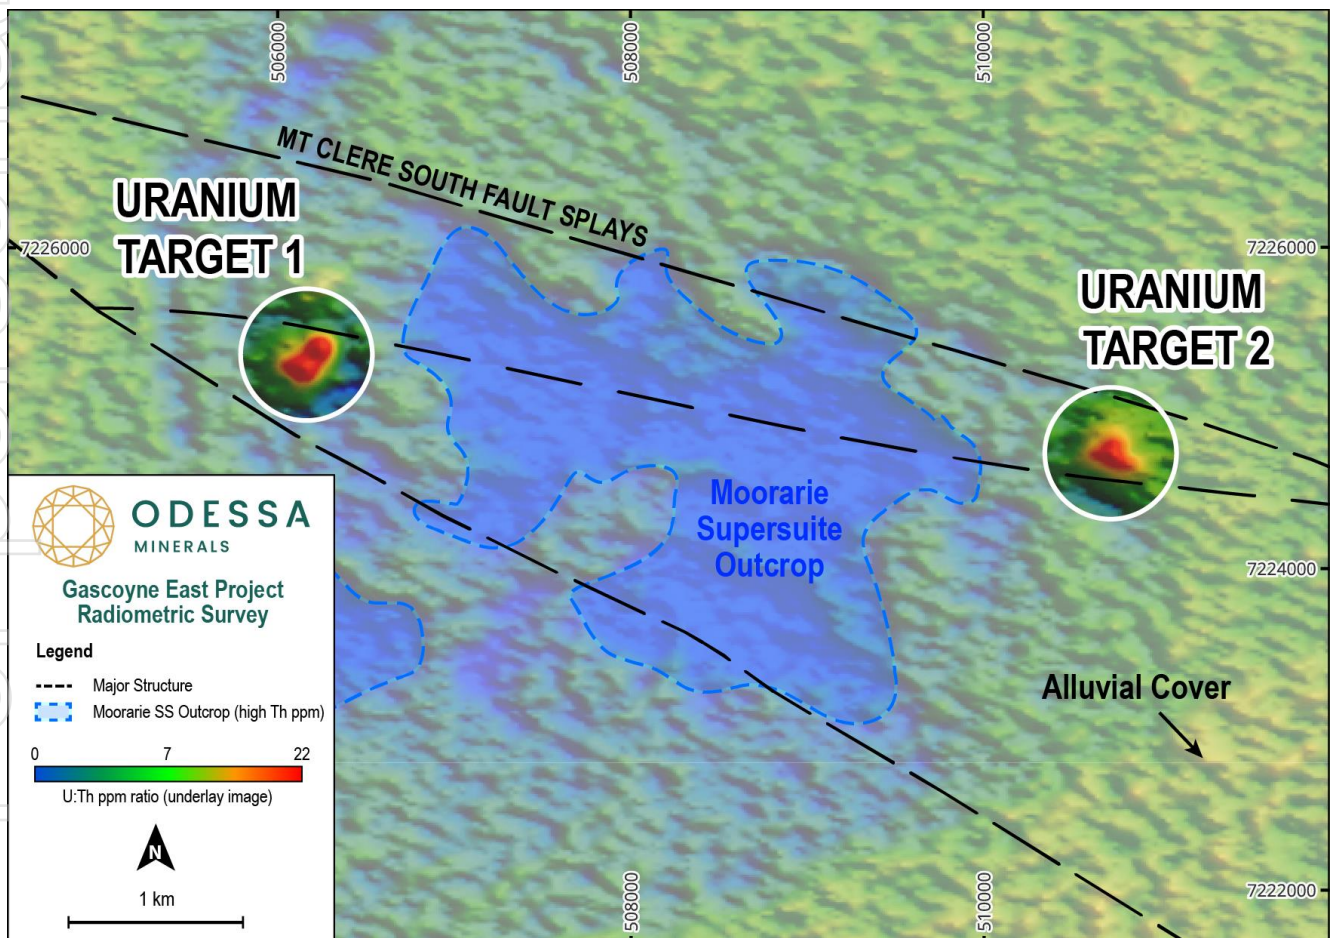 506000
508000
510000
MT CLERE SOUTH FAULT SPLAYS
URANIUM
TARGET 1
7226000
7226000
URANIUM
TARGET 2
Moorarie
Supersuite
Outcrop
7224000
Alluvial Cover
ODESSA
MINERALS
Gascoyne East Project
Radiometric Survey
Legend
Major Structure
Moorarie SS Outcrop (high Th ppm)
0 7 22
U:Th ppm ratio (underlay image)
N
1 km
508000
510000
7222000